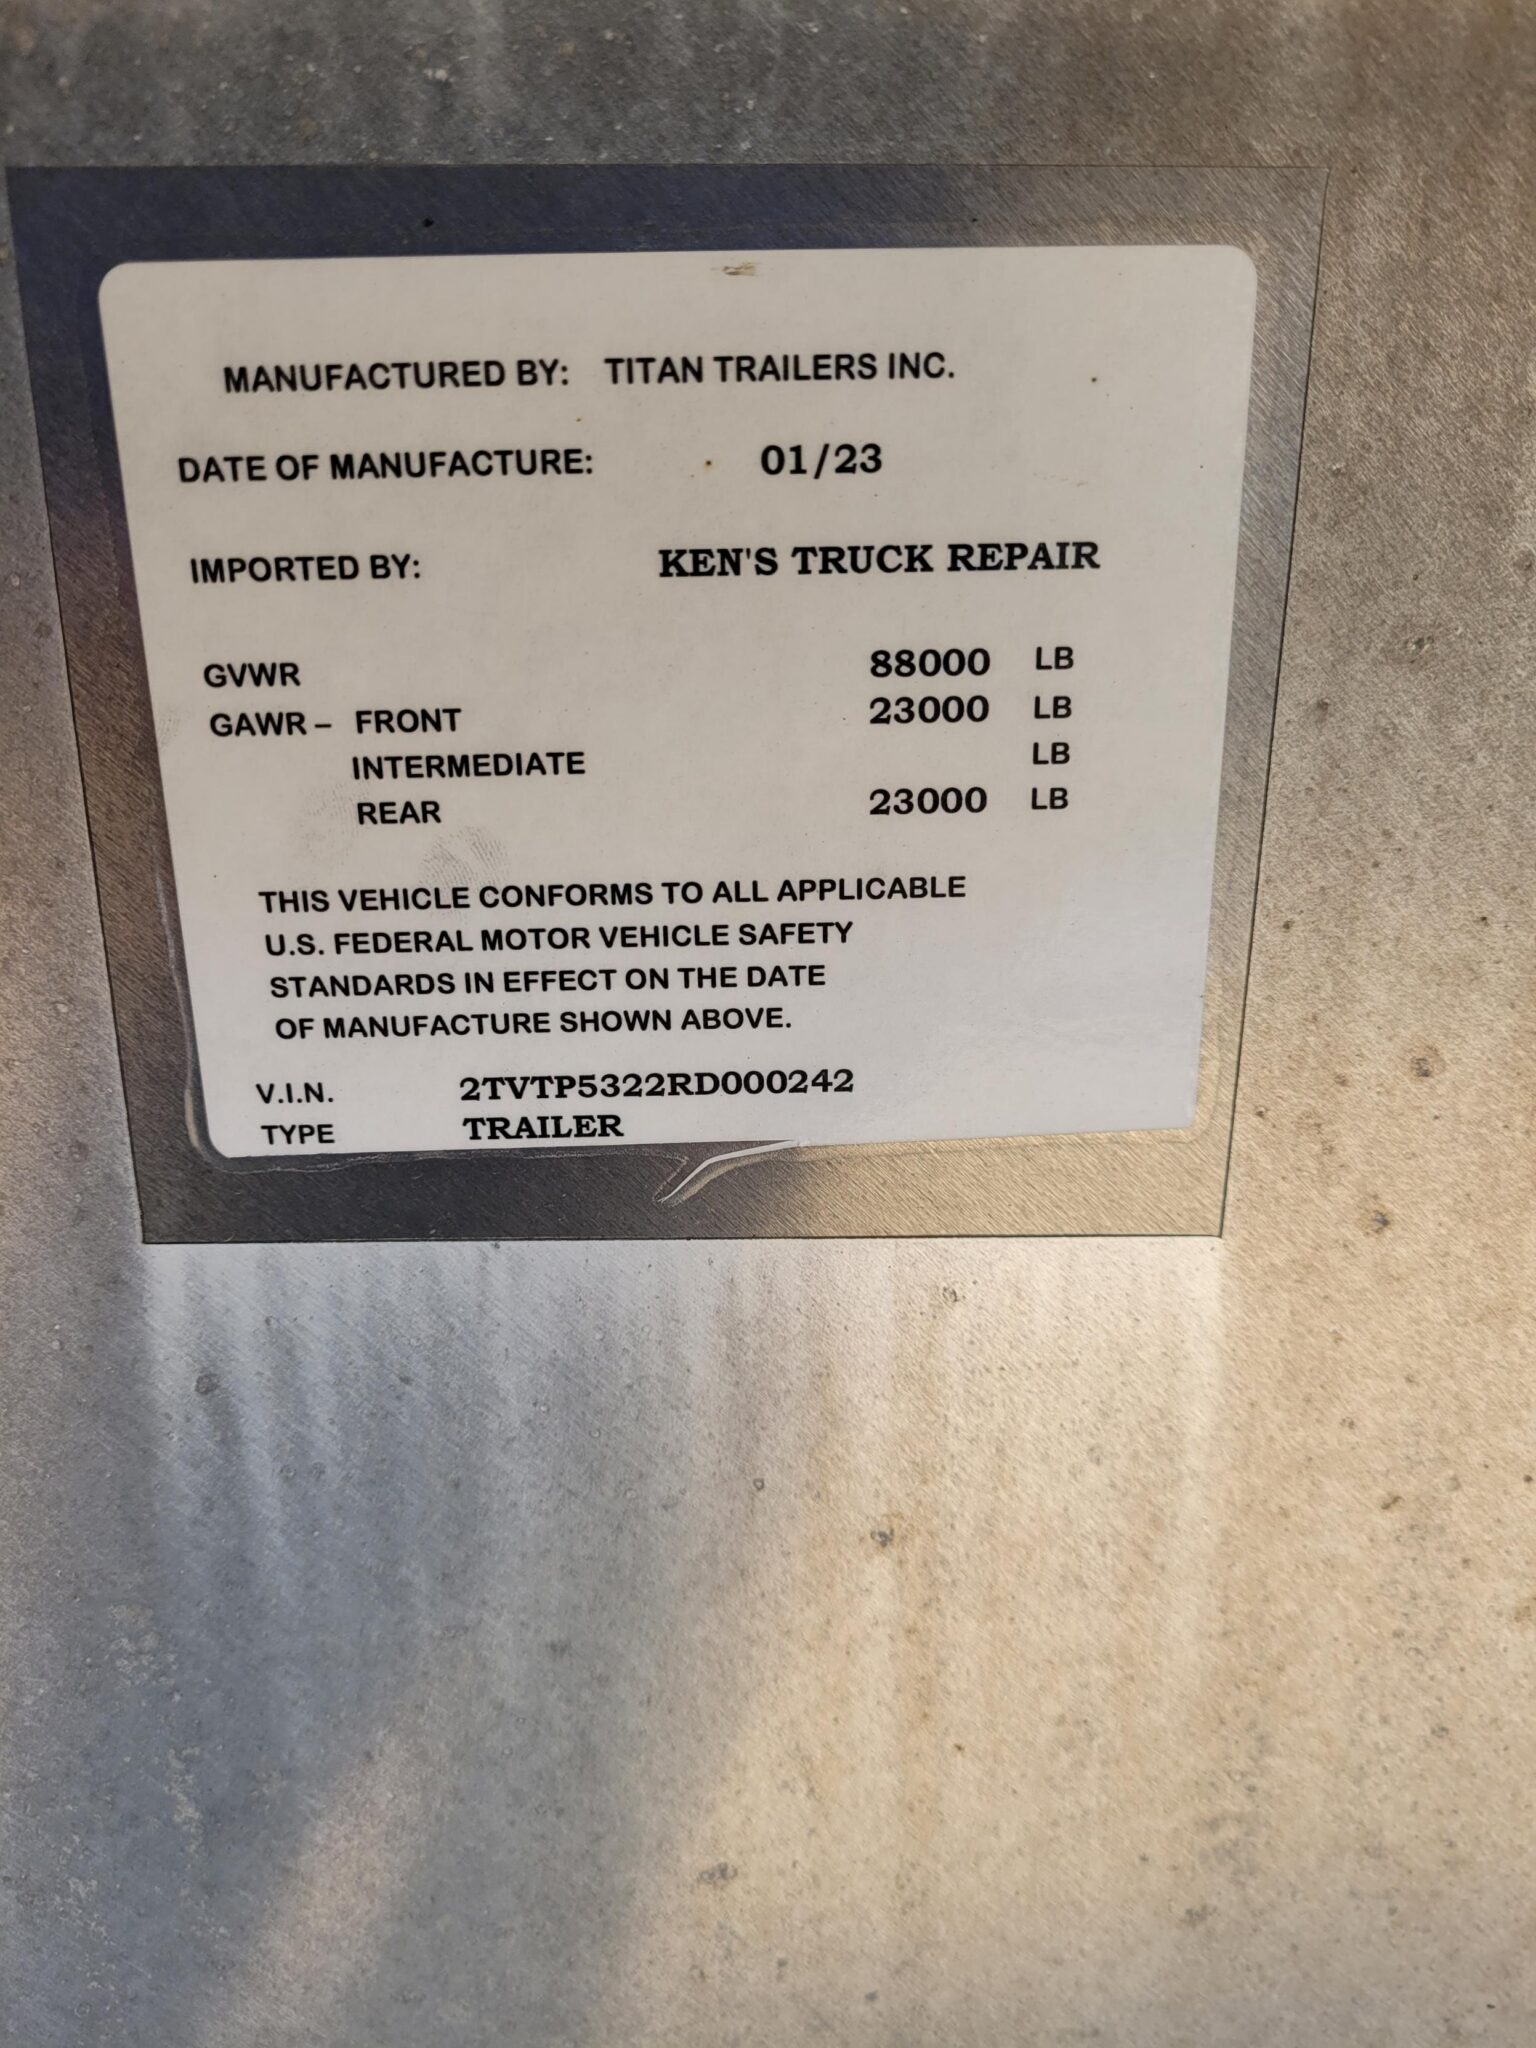 MANUFACTURED BY: TITAN TRAILERS INC.
DATE OF MANUFACTURE: 01/23
IMPORTED BY: KEN'S TRUCK REPAIR
GVWR 88000 LB
GAWR – FRONT 23000 LB
INTERMEDIATE LB
REAR 23000 LB
THIS VEHICLE CONFORMS TO ALL APPLICABLE
U.S. FEDERAL MOTOR VEHICLE SAFETY
STANDARDS IN EFFECT ON THE DATE
OF MANUFACTURE SHOWN ABOVE.
V.I.N. 2TVTP5322RD000242
TYPE TRAILER